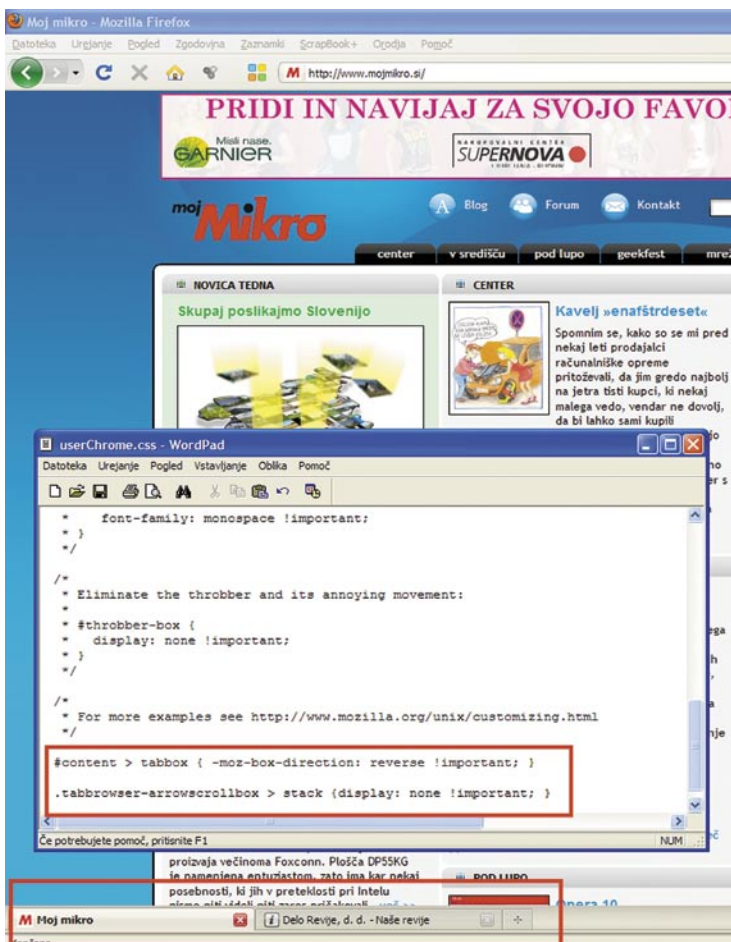 Moj mikro - Mozilla Firefox
Datoteka Urejanje Pogled Zgodovina Zaznamki ScrapBook+ Orodja Pomoč
M http://www.mojmikro.si/
PRIDI IN NAVIJAJ ZA SVOJO FAVO
Misli nase.
GARNIER
NAKUPOVALNI CENTER
SUPERNOVA
moj Mikro
A Blog Forum Kontakt
center v središču pod lupo geekfest mre
NOVICA TEDNA
Skupaj poslikajmo Slovenijo
CENTER
Kavelj »enafštrdeset«
Spomnim se, kako so se mi pred
nekaj leti prodajalci
računalniške opreme
pritoževali, da jim gredo najbolj
na jetra tisti kupci, ki nekaj
malega vedo, vendar ne dovolj,
da bi lahko sami kupili
userChrome.css - WordPad
Datoteka Urejanje Pogled Vstavljanje Oblika Pomoč
* font-family: monospace !important;
* }
*/
/*
* Eliminate the throbber and its annoying movement:
*
* #throbber-box {
* display: none !important;
* }
*/
/*
* For more examples see http://www.mozilla.org/unix/customizing.html
*/
#content > tabbox { -moz-box-direction: reverse !important; }
.tabbrowser-arrowscrollbox > stack {display: none !important; }
Če potrebujete pomoč, pritisnite F1
NUM
proizvaja večinoma Foxconn. Plošča DP55KG
je namenjena entuziastom, zato ima kar nekaj
posebnosti, ki jih v preteklosti pri Intelu
POD LUPO
Opera 10
M Moj mikro
Delo Revije, d. d. - Naše revije